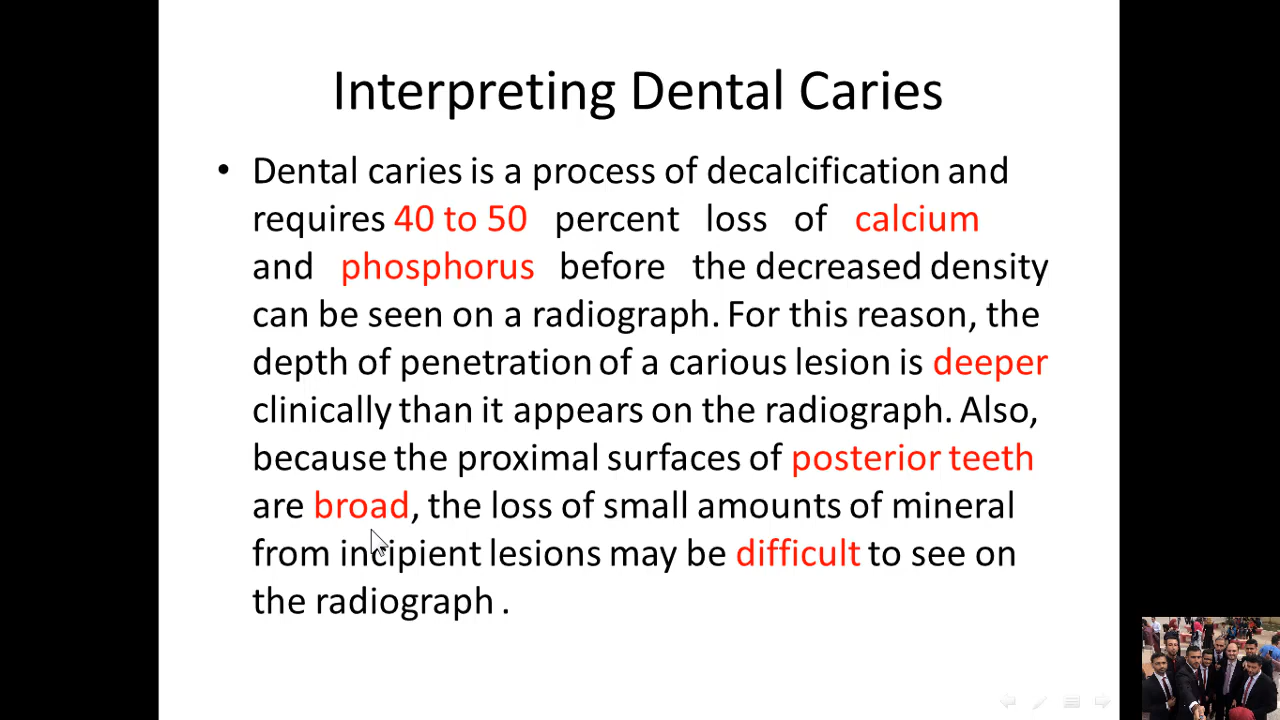 Interpreting Dental Caries
• Dental caries is a process of decalcification and
requires 40 to 50 percent loss of calcium
and phosphorus before the decreased density
can be seen on a radiograph. For this reason, the
depth of penetration of a carious lesion is deeper
clinically than it appears on the radiograph. Also,
because the proximal surfaces of posterior teeth
are broad, the loss of small amounts of mineral
from incipient lesions may be difficult to see on
the radiograph .